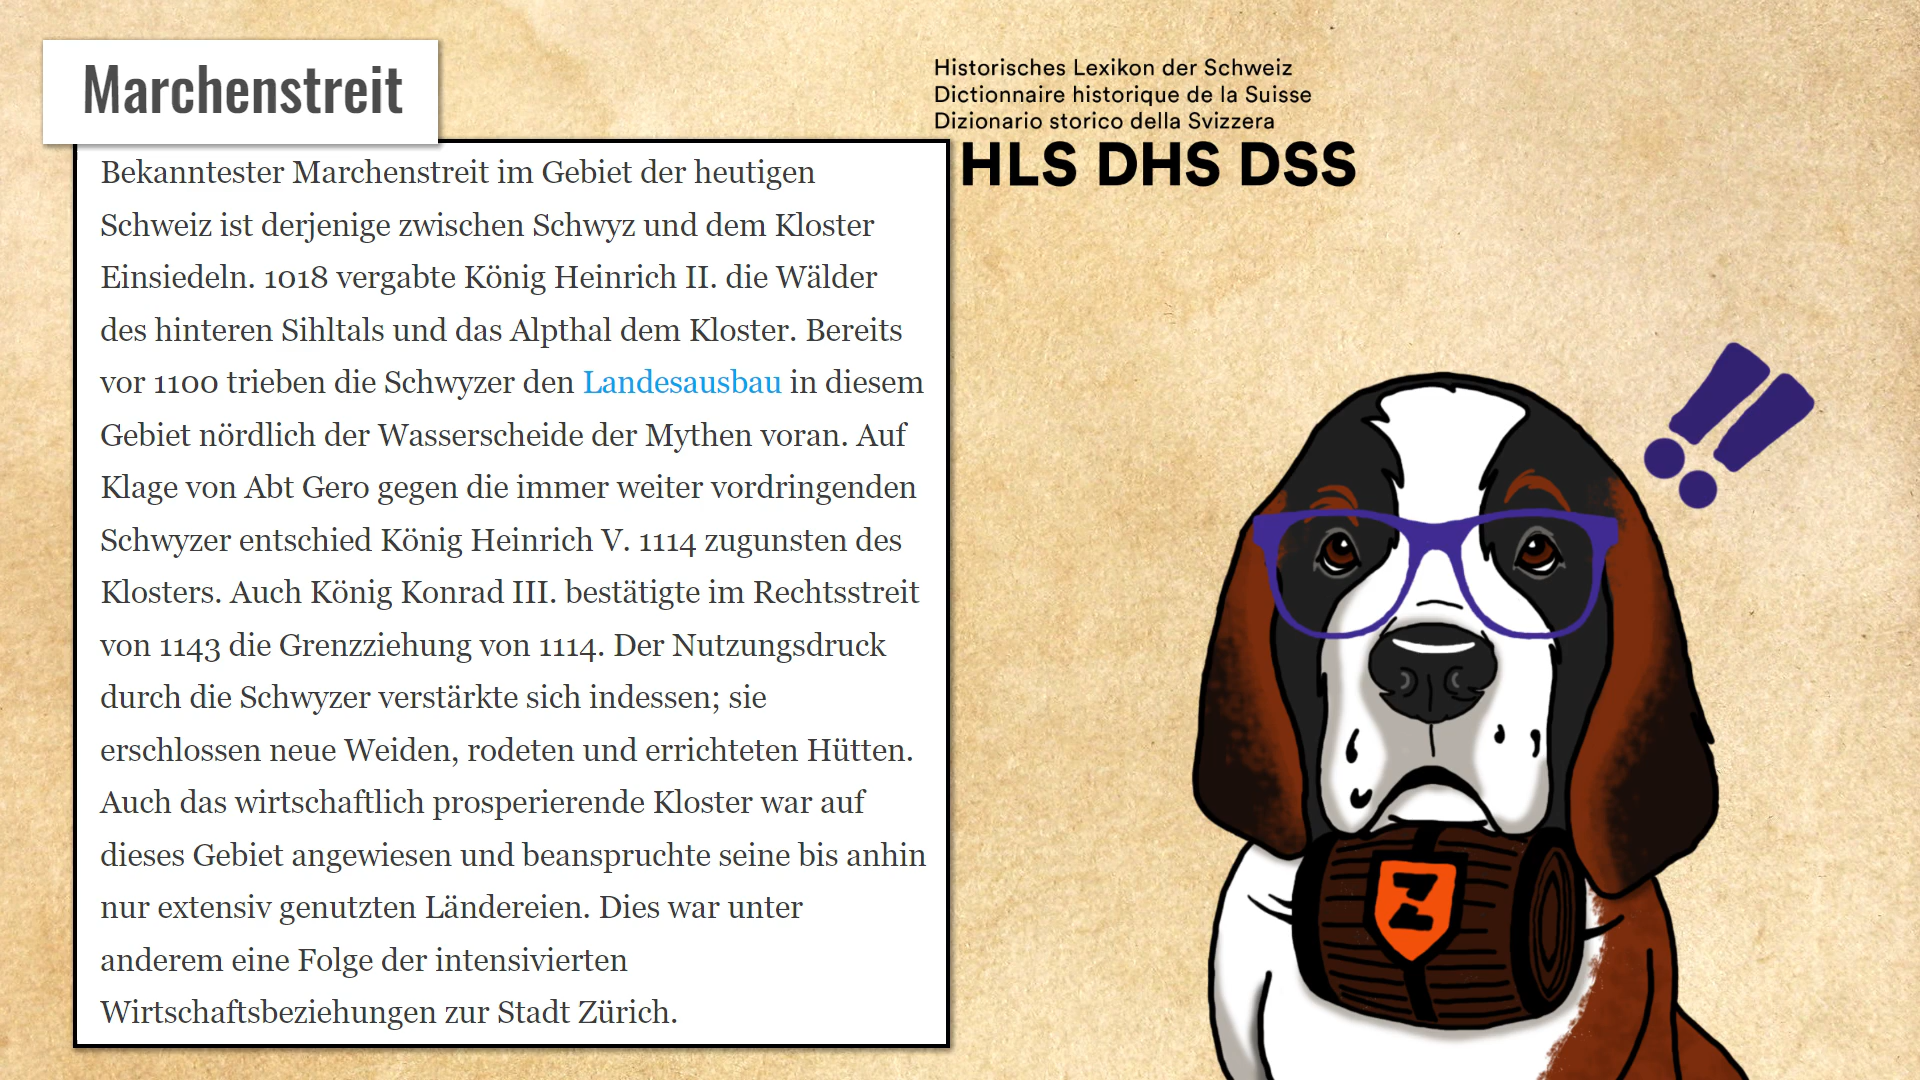 Marchenstreit
Historisches Lexikon der Schweiz
Dictionnaire historique de la Suisse
Dizionario storico della Svizzera
HLS DHS DSS
Bekanntester Marchenstreit im Gebiet der heutigen
Schweiz ist derjenige zwischen Schwyz und dem Kloster
Einsiedeln. 1018 vergabte König Heinrich II. die Wälder
des hinteren Sihltals und das Alpthal dem Kloster. Bereits
vor 1100 trieben die Schwyzer den Landesausbau in diesem
Gebiet nördlich der Wasserscheide der Mythen voran. Auf
Klage von Abt Gero gegen die immer weiter vordringenden
Schwyzer entschied König Heinrich V. 1114 zugunsten des
Klosters. Auch König Konrad III. bestätigte im Rechtsstreit
von 1143 die Grenzziehung von 1114. Der Nutzungsdruck
durch die Schwyzer verstärkte sich indessen; sie
erschlossen neue Weiden, rodeten und errichteten Hütten.
Auch das wirtschaftlich prosperierende Kloster war auf
dieses Gebiet angewiesen und beanspruchte seine bis anhin
nur extensiv genutzten Ländereien. Dies war unter
anderem eine Folge der intensivierten
Wirtschaftsbeziehungen zur Stadt Zürich.
!!
Z